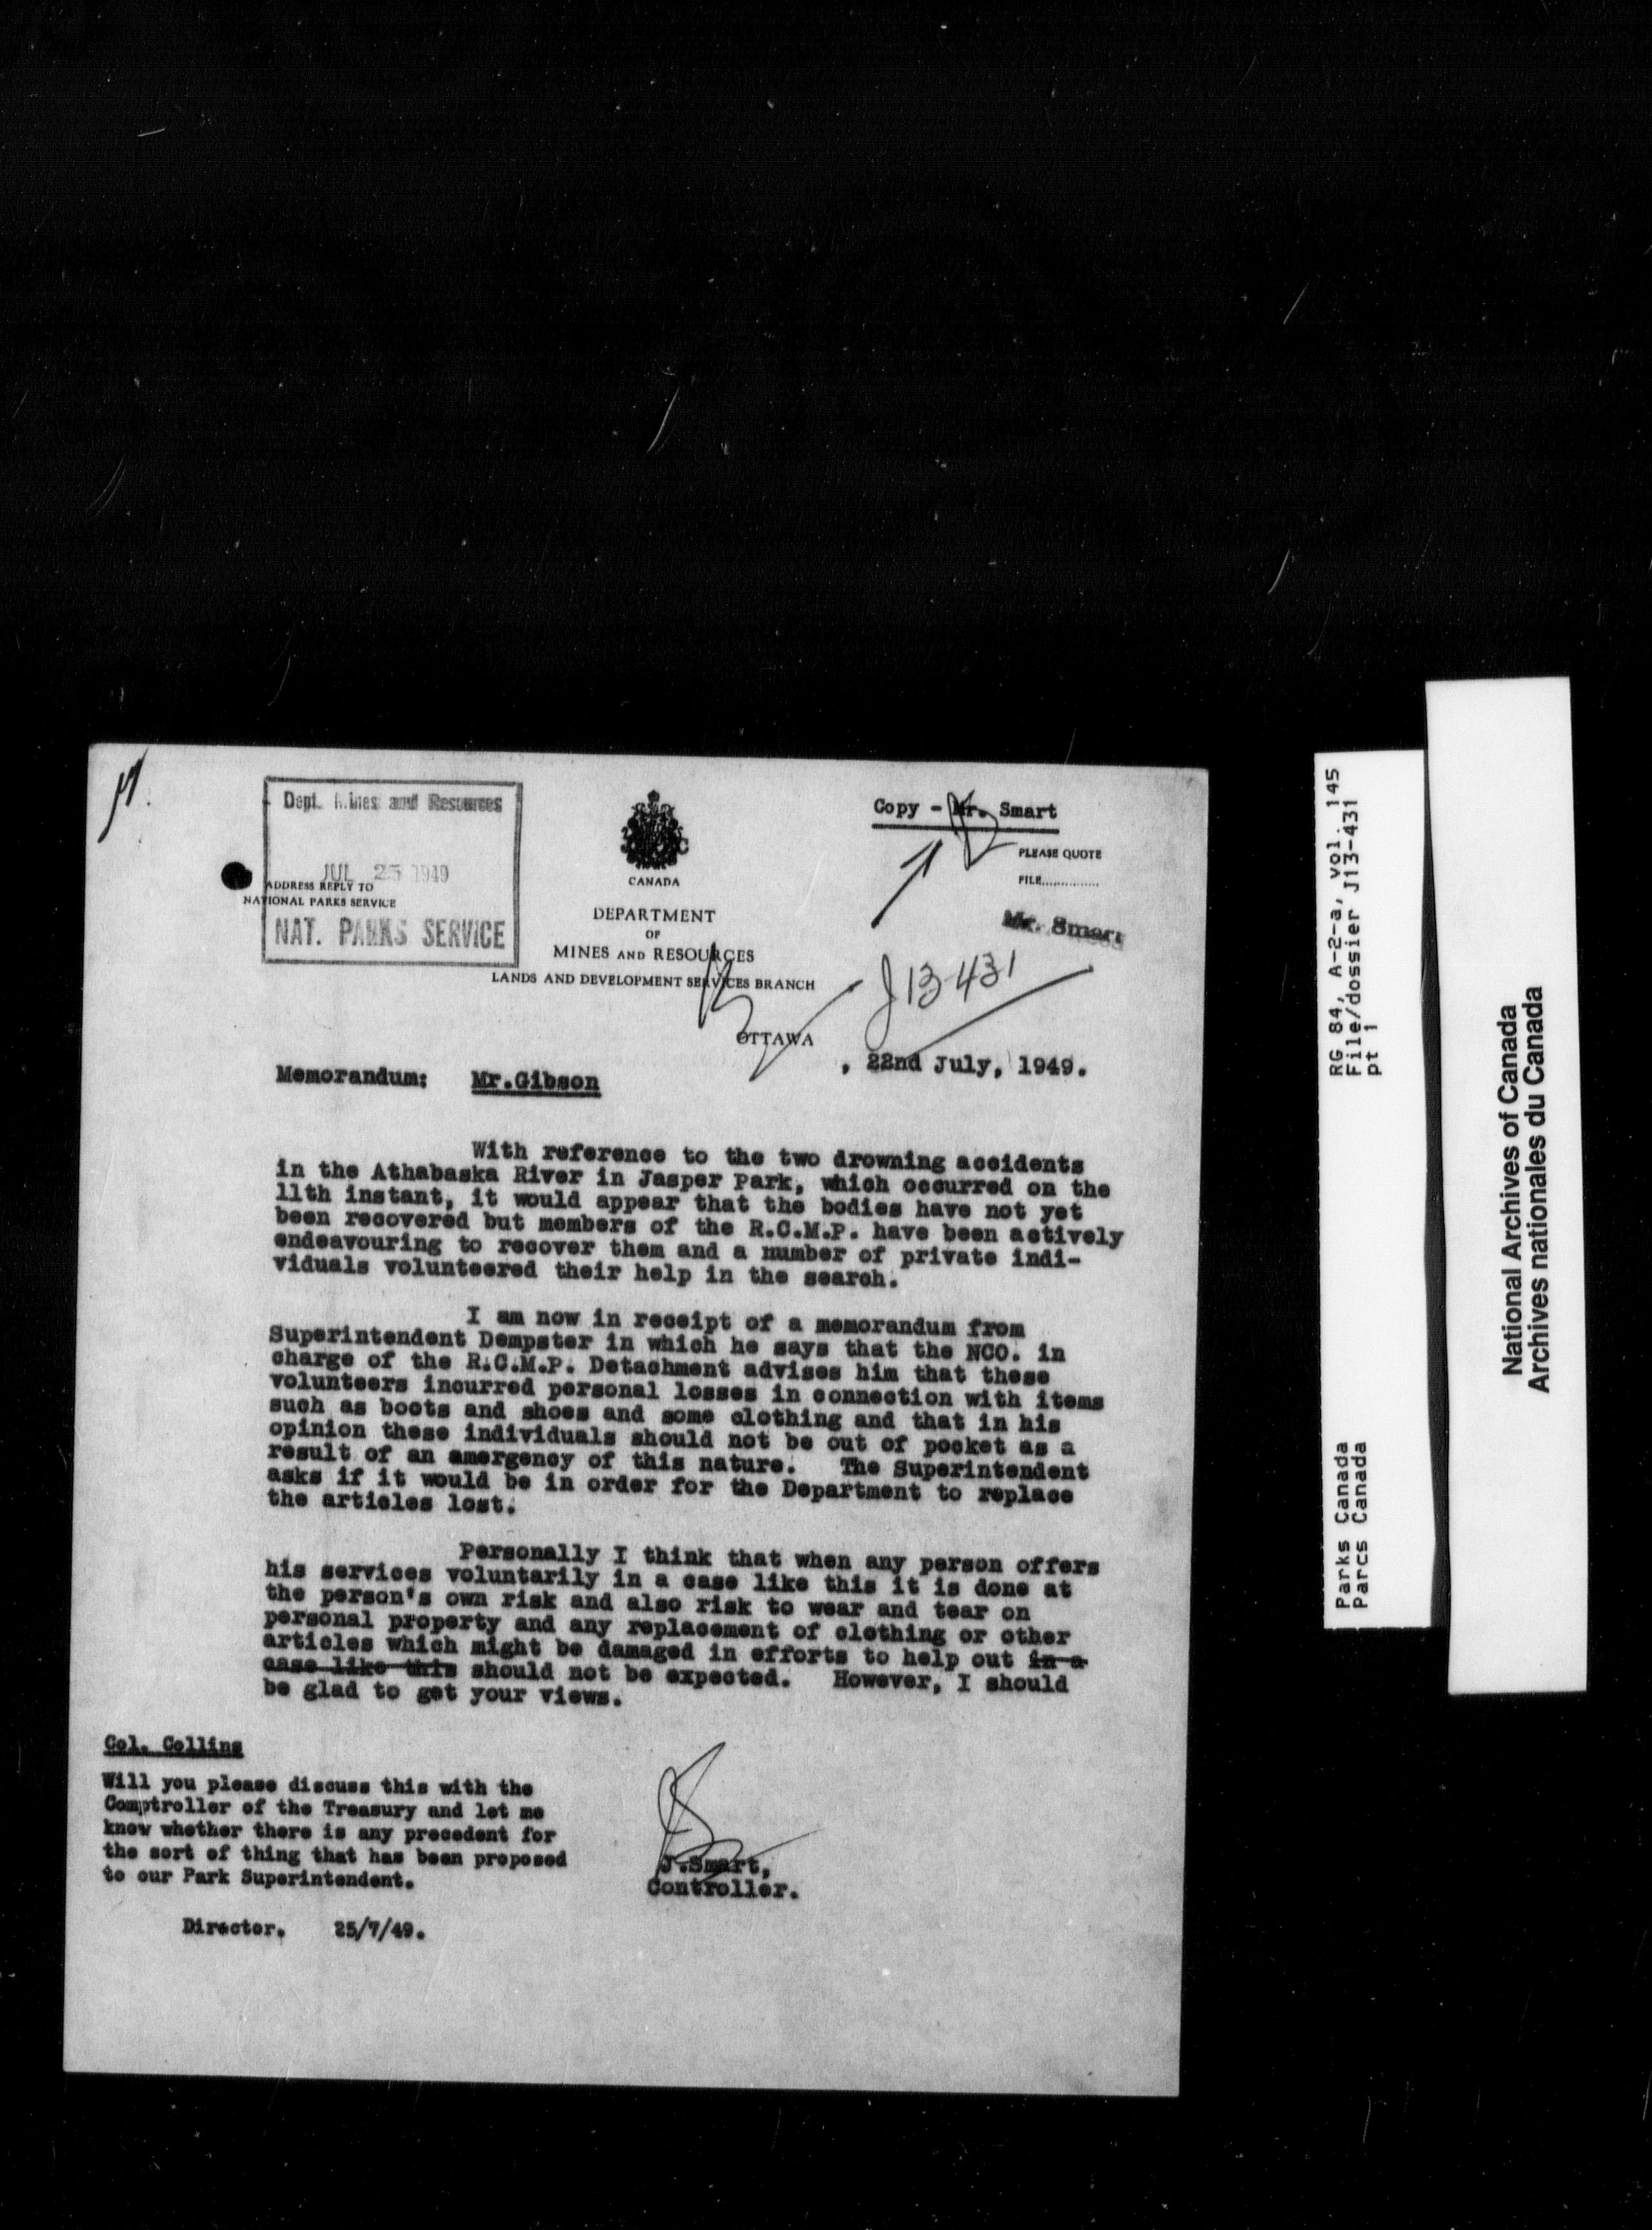 Dept. Mines and Resources
JUL 25 1949
ADDRESS REPLY TO
NATIONAL PARKS SERVICE
NAT. PARKS SERVICE
CANADA
DEPARTMENT
OF
MINES AND RESOURCES
LANDS AND DEVELOPMENT SERVICES BRANCH
OTTAWA
Copy - Mr. Smart
PLEASE QUOTE
FILE...............
Mr. Smart
J13-431
, 22nd July, 1949.
Memorandum: Mr.Gibson
With reference to the two drowning accidents
in the Athabaska River in Jasper Park, which occurred on the
11th instant, it would appear that the bodies have not yet
been recovered but members of the R.C.M.P. have been actively
endeavouring to recover them and a number of private indi-
viduals volunteered their help in the search.
I am now in receipt of a memorandum from
Superintendent Dempster in which he says that the NCO. in
charge of the R.C.M.P. Detachment advises him that these
volunteers incurred personal losses in connection with items
such as boots and shoes and some clothing and that in his
opinion these individuals should not be out of pocket as a
result of an emergency of this nature. The Superintendent
asks if it would be in order for the Department to replace
the articles lost.
Personally I think that when any person offers
his services voluntarily in a case like this it is done at
the person's own risk and also risk to wear and tear on
personal property and any replacement of clothing or other
articles which might be damaged in efforts to help out in a
case like this should not be expected. However, I should
be glad to get your views.
J.Smart,
Controller.
Col. Collins
Will you please discuss this with the
Comptroller of the Treasury and let me
know whether there is any precedent for
the sort of thing that has been proposed
to our Park Superintendent.
Director. 25/7/49.
RG 84, A-2-a, vol. 145
File/dossier J13-431
pt 1
Parks Canada
Parcs Canada
National Archives of Canada
Archives nationales du Canada